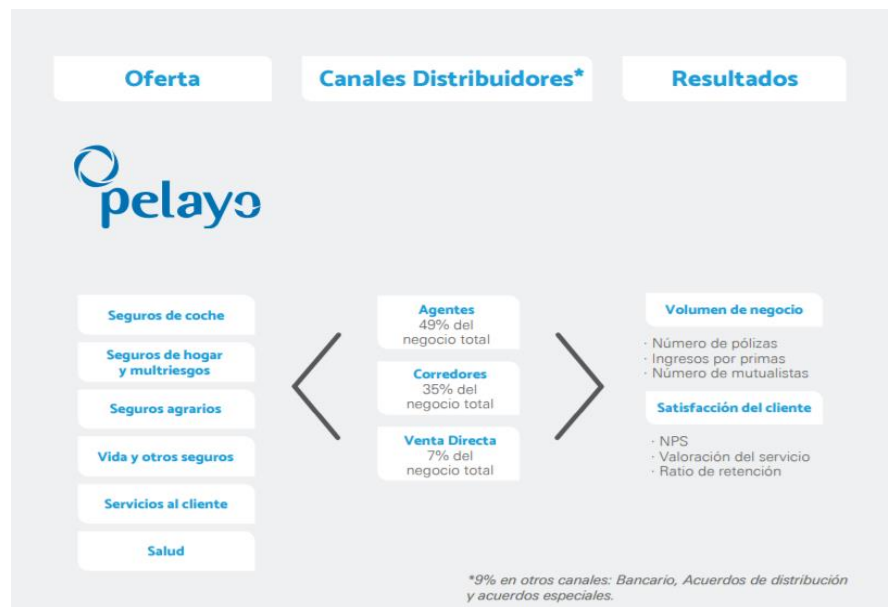 Oferta
Canales Distribuidores*
Resultados
pelayo
Seguros de coche
Seguros de hogar
y multiriesgos
Seguros agrarios
Vida y otros seguros
Servicios al cliente
Salud
Agentes
49% del
negocio total
Corredores
35% del
negocio total
Venta Directa
7% del
negocio total
Volumen de negocio
· Número de pólizas
· Ingresos por primas
· Número de mutualistas
Satisfacción del cliente
· NPS
· Valoración del servicio
· Ratio de retención
*9% en otros canales: Bancario, Acuerdos de distribución
y acuerdos especiales.